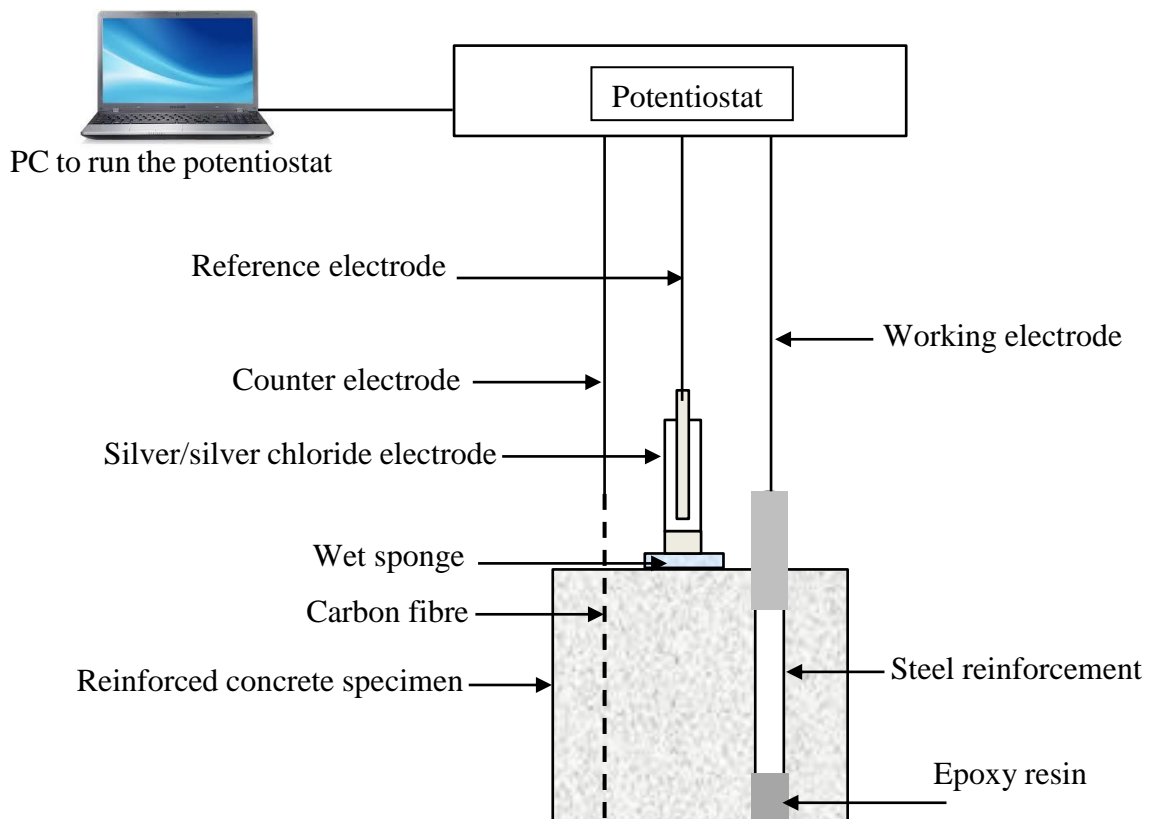 Potentiostat
PC to run the potentiostat
Reference electrode
Working electrode
Counter electrode
Silver/silver chloride electrode
Wet sponge
Carbon fibre
Steel reinforcement
Reinforced concrete specimen
Epoxy resin